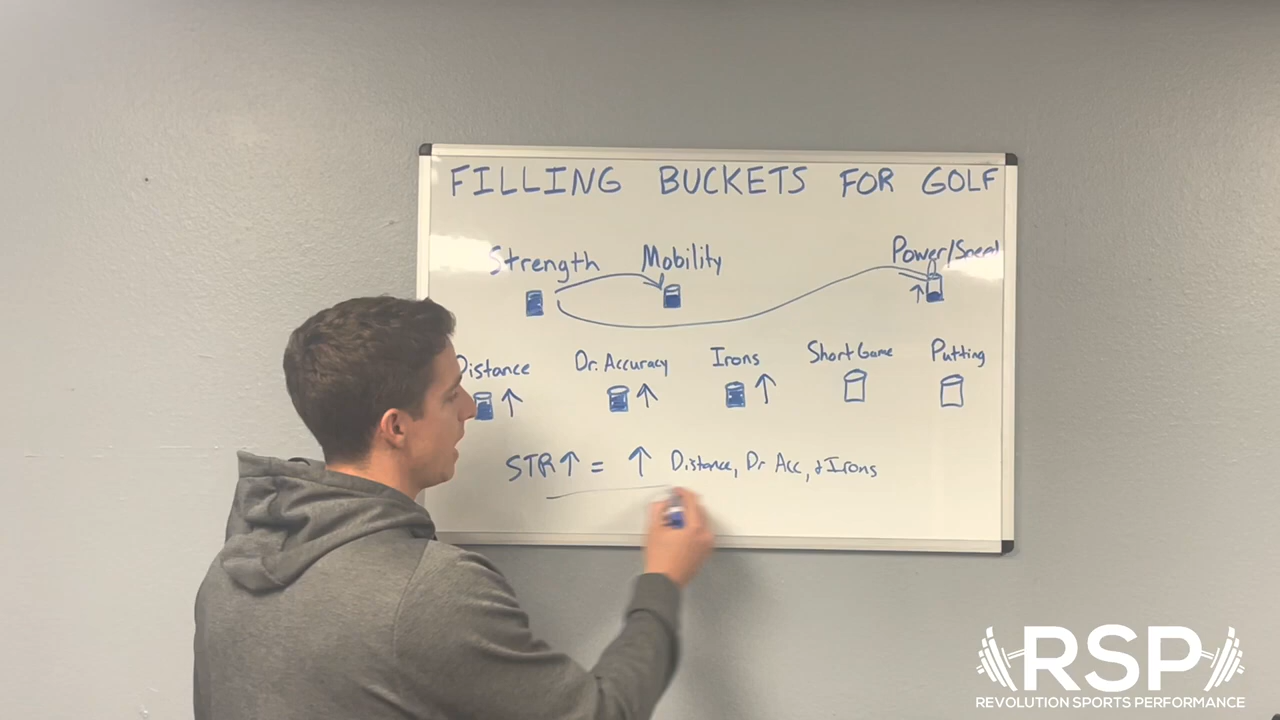 FILLING BUCKETS FOR GOLF
Strength Mobility Power/Speed
Distance Dr. Accuracy Irons Short Game Putting
STR↑ = ↑ Distance, Dr Acc, & Irons
RSP
REVOLUTION SPORTS PERFORMANCE